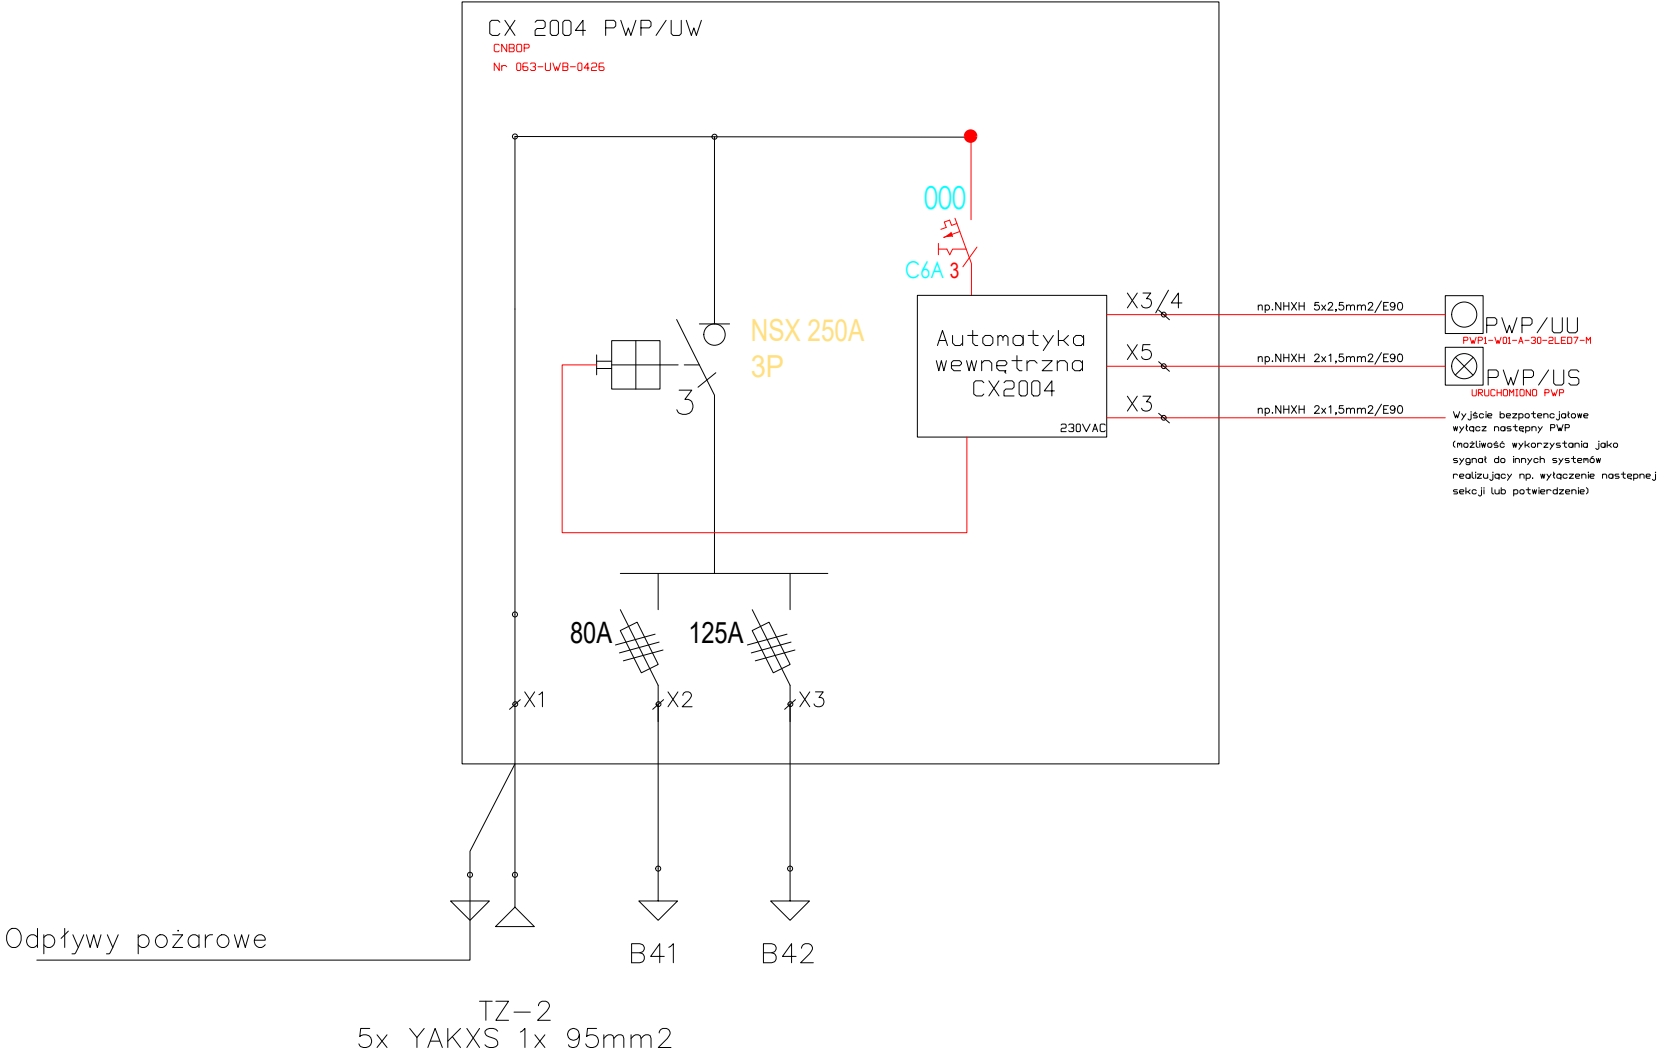 CX 2004 PWP/UW
CNBOP
Nr 063-UWB-0426
000
C6A 3
NSX 250A
3P
3
Automatyka
wewnętrzna
CX2004
230VAC
X3/4
np.NHXH 5x2,5mm2/E90
PWP/UU
PWP1-W01-A-30-2LED7-M
X5
np.NHXH 2x1,5mm2/E90
PWP/US
URUCHOMIONO PWP
X3
np.NHXH 2x1,5mm2/E90
Wyjście bezpotencjałowe
wyłącz następny PWP
(możliwość wykorzystania jako
sygnał do innych systemów
realizujący np. wyłączenie następnej
sekcji lub potwierdzenie)
80A
125A
X1
X2
X3
Odpływy pożarowe
B41
B42
TZ-2
5x YAKXS 1x 95mm2